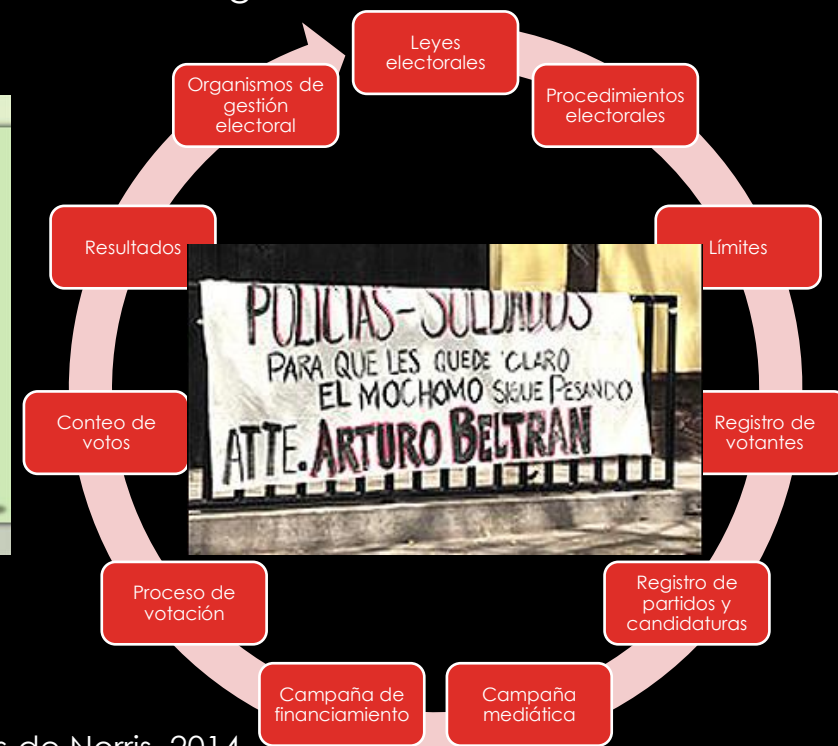 Leyes
electorales
Procedimientos
electorales
Límites
Registro de
votantes
Registro de
partidos y
candidaturas
Campaña
mediática
Campaña de
financiamiento
Proceso de
votación
Conteo de
votos
Resultados
Organismos de
gestión
electoral
POLICIAS-SOLDADOS
PARA QUE LES QUEDE CLARO
EL MOCHOMO SIGUE PESANDO
ATTE. ARTURO BELTRAN
de Norris, 2014